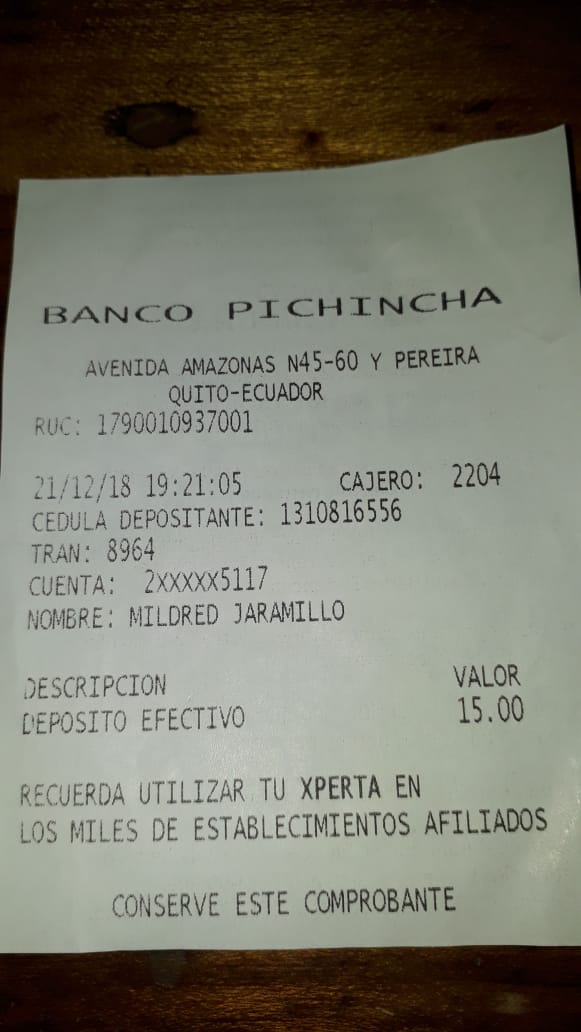 BANCO PICHINCHA
AVENIDA AMAZONAS N45-60 Y PEREIRA
QUITO-ECUADOR
RUC: 1790010937001
21/12/18 19:21:05 CAJERO: 2204
CEDULA DEPOSITANTE: 1310816556
TRAN: 8964
CUENTA: 2XXXXX5117
NOMBRE: MILDRED JARAMILLO
DESCRIPCION VALOR
DEPOSITO EFECTIVO 15.00
RECUERDA UTILIZAR TU XPERTA EN
LOS MILES DE ESTABLECIMIENTOS AFILIADOS
CONSERVE ESTE COMPROBANTE